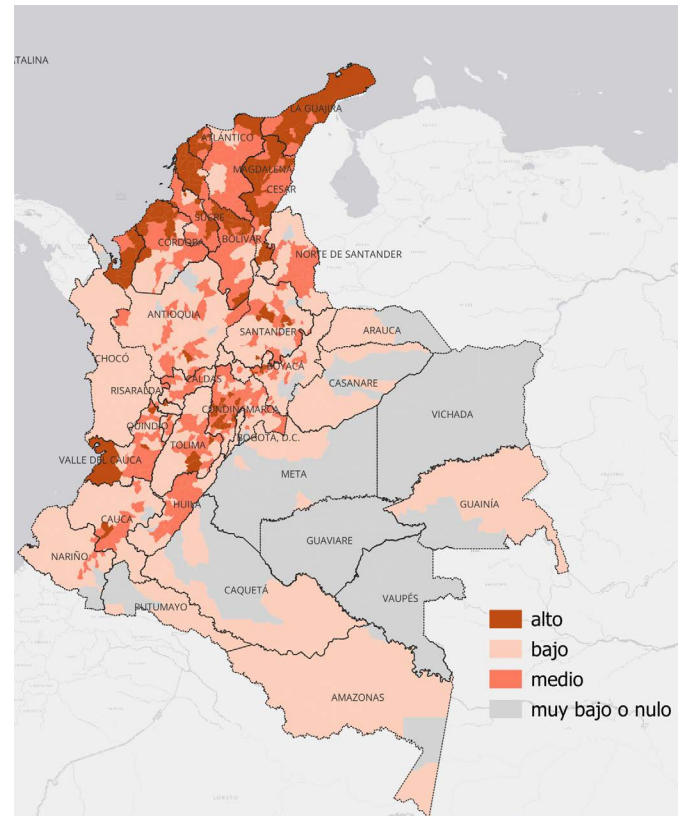 TALINA
LA GUAJIRA
ATLÁNTICO
MAGDALENA
CESAR
SUCRE
CÓRDOBA
BOLÍVAR
NORTE DE SANTANDER
ANTIOQUIA
SANTANDER
ARAUCA
CHOCÓ
BOYACÁ
CALDAS
CASANARE
RISARALDA
CUNDINAMARCA
VICHADA
QUINDÍO
BOGOTÁ, D.C.
TOLIMA
VALLE DEL CAUCA
META
HUILA
GUAINÍA
CAUCA
GUAVIARE
NARIÑO
CAQUETÁ
VAUPÉS
PUTUMAYO
alto
bajo
medio
muy bajo o nulo
AMAZONAS